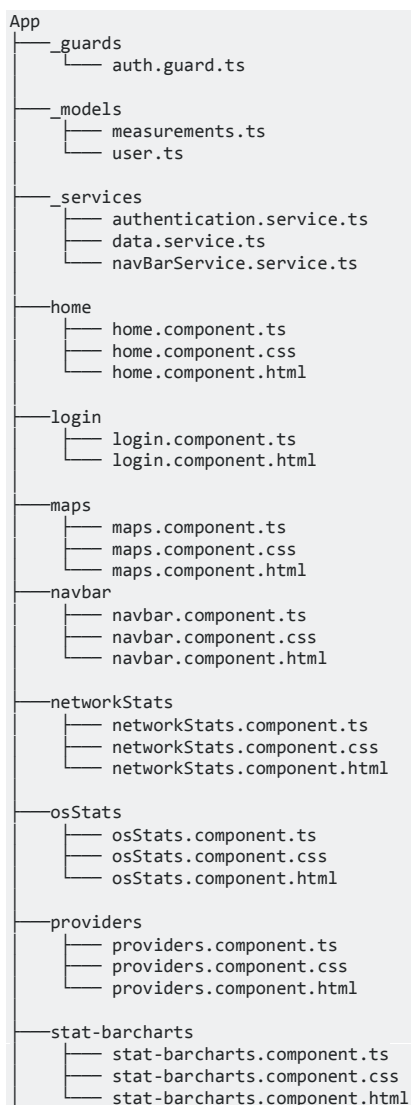 App
_guards
auth.guard.ts
_models
measurements.ts
user.ts
_services
authentication.service.ts
data.service.ts
navBarService.service.ts
home
home.component.ts
home.component.css
home.component.html
login
login.component.ts
login.component.html
maps
maps.component.ts
maps.component.css
maps.component.html
navbar
navbar.component.ts
navbar.component.css
navbar.component.html
networkStats
networkStats.component.ts
networkStats.component.css
networkStats.component.html
osStats
osStats.component.ts
osStats.component.css
osStats.component.html
providers
providers.component.ts
providers.component.css
providers.component.html
stat-barcharts
stat-barcharts.component.ts
stat-barcharts.component.css
stat-barcharts.component.html